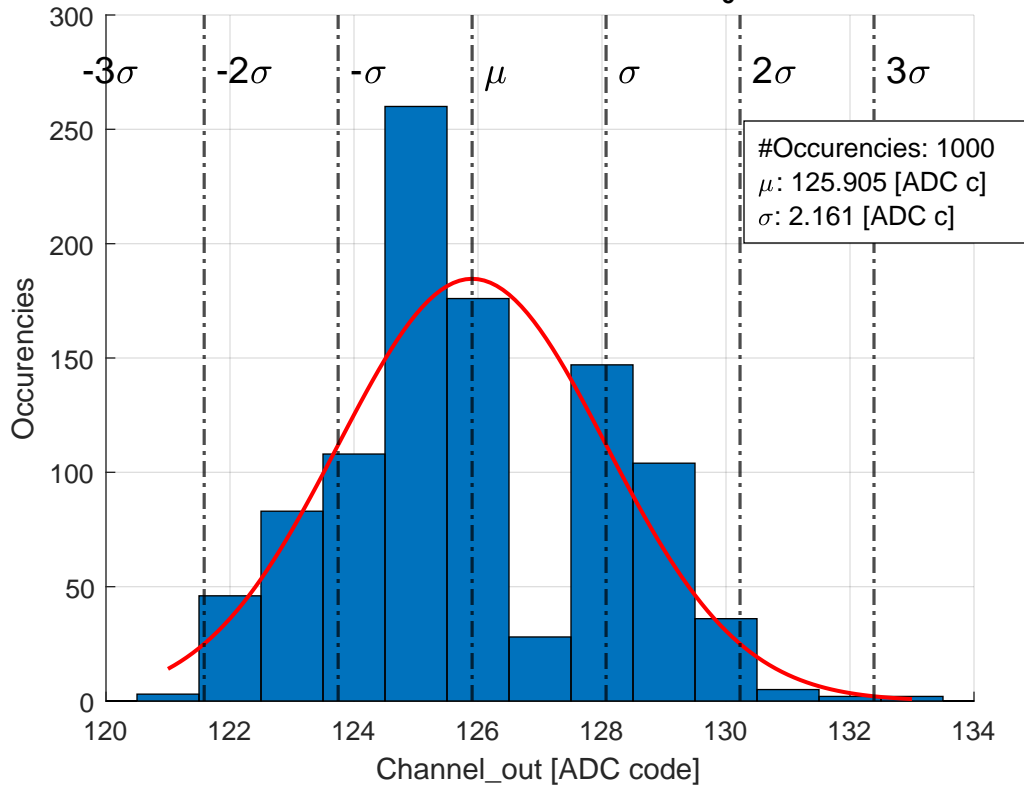 300
-3σ -2σ -σ μ σ 2σ 3σ
250
#Occurencies: 1000
μ: 125.905 [ADC c]
σ: 2.161 [ADC c]
200
150
100
50
0
Occurencies
120 122 124 126 128 130 132 134
Channel_out [ADC code]